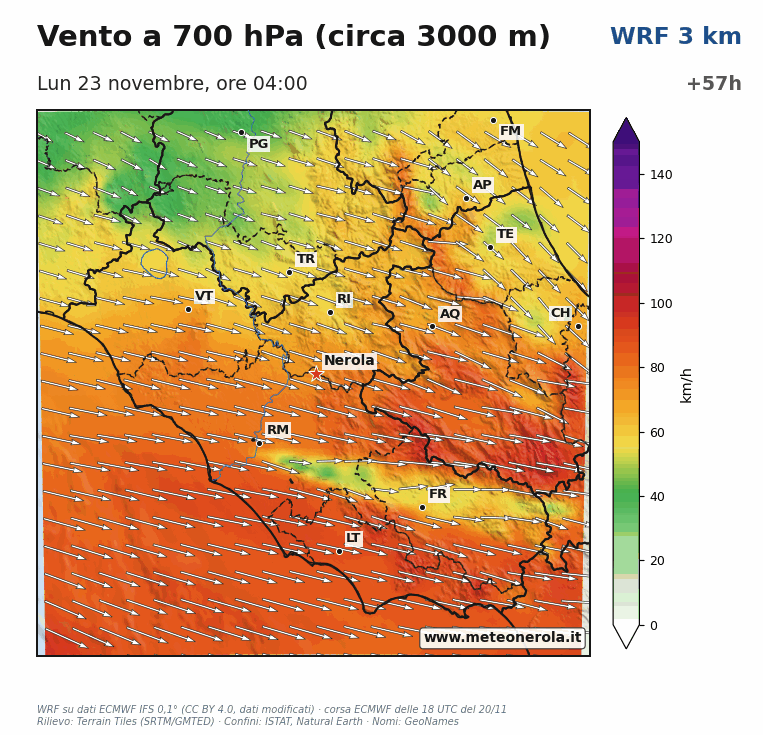 Vento a 700 hPa (circa 3000 m)
WRF 3 km
Lun 23 novembre, ore 04:00
+57h
FM
PG
AP
TE
TR
VT
RI
AQ
CH
Nerola
RM
FR
LT
www.meteonerola.it
140
120
100
80
60
40
20
0
km/h
WRF su dati ECMWF IFS 0,1° (CC BY 4.0, dati modificati) · corsa ECMWF delle 18 UTC del 20/11
Rilievo: Terrain Tiles (SRTM/GMTED) · Confini: ISTAT, Natural Earth · Nomi: GeoNames